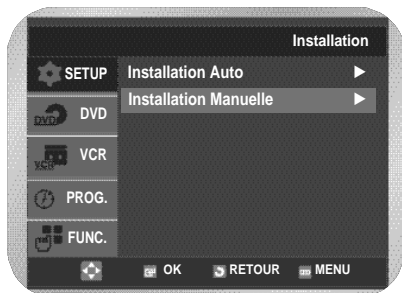 Installation
SETUP
Installation Auto
Installation Manuelle
DVD
VCR
PROG.
FUNC.
OK RETOUR MENU